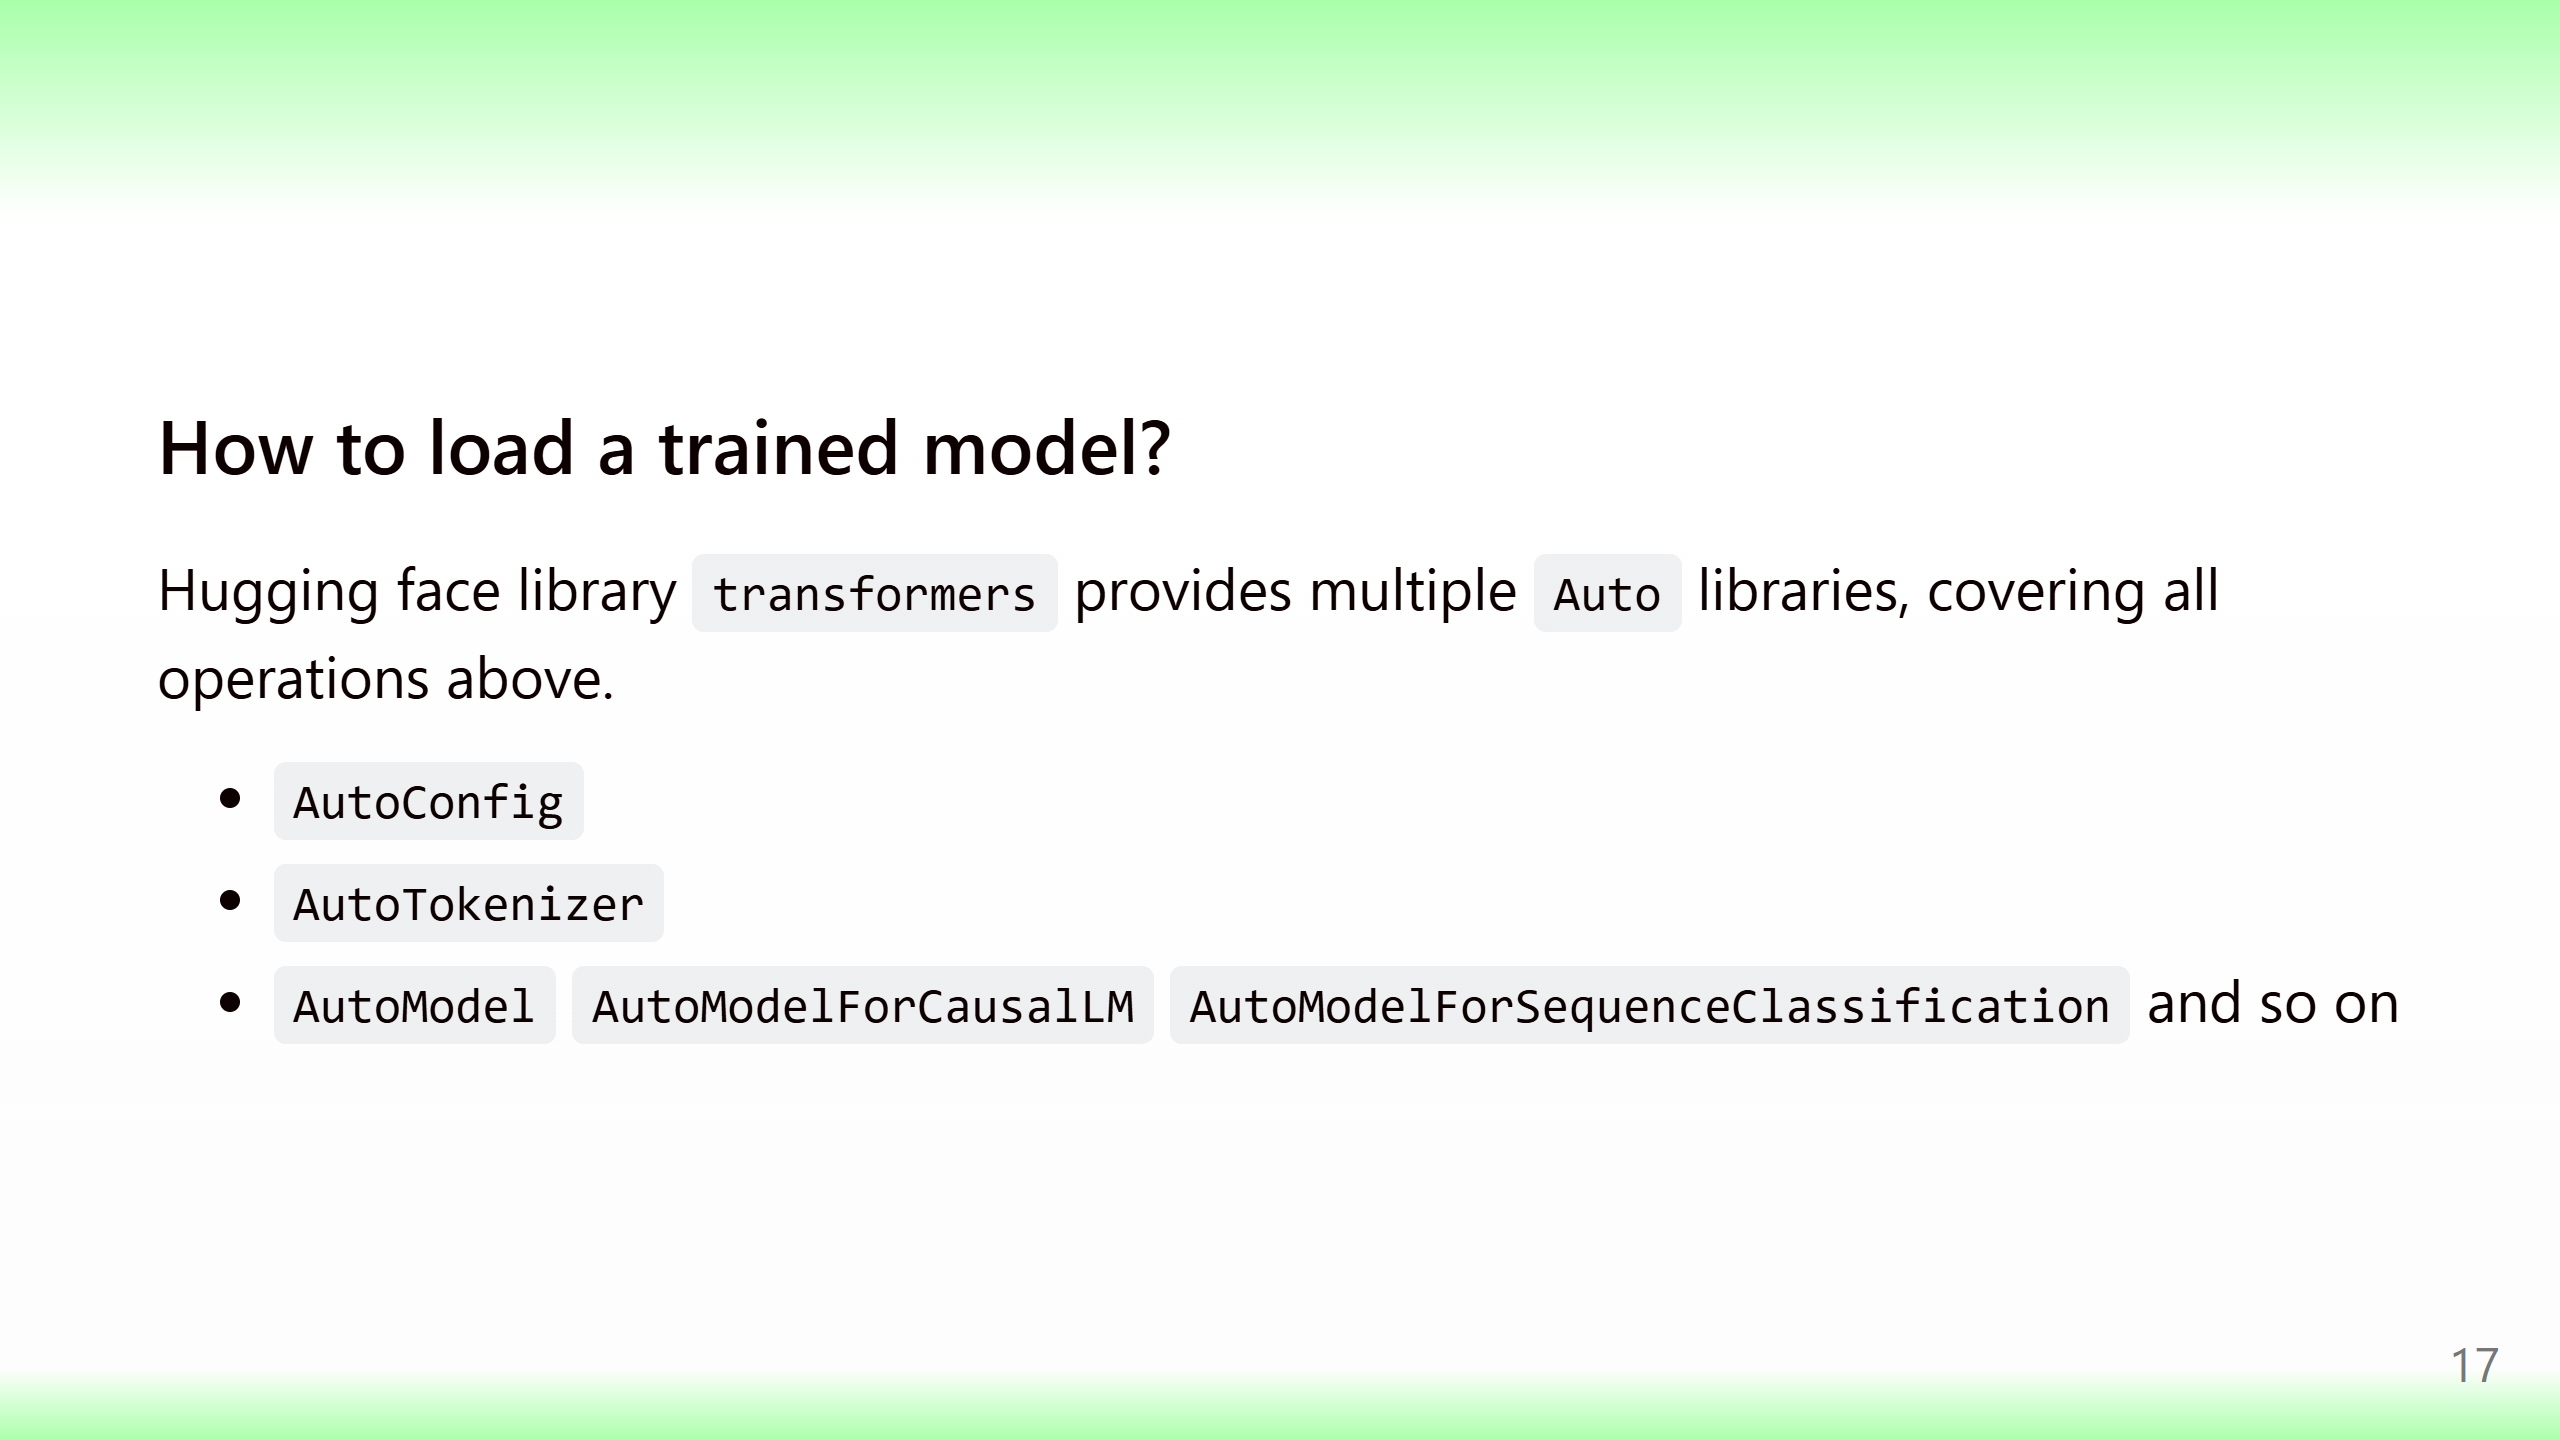 How to load a trained model?
Hugging face library transformers provides multiple Auto libraries, covering all
operations above.
• AutoConfig
• AutoTokenizer
• AutoModel AutoModelForCausalLM AutoModelForSequenceClassification and so on
17